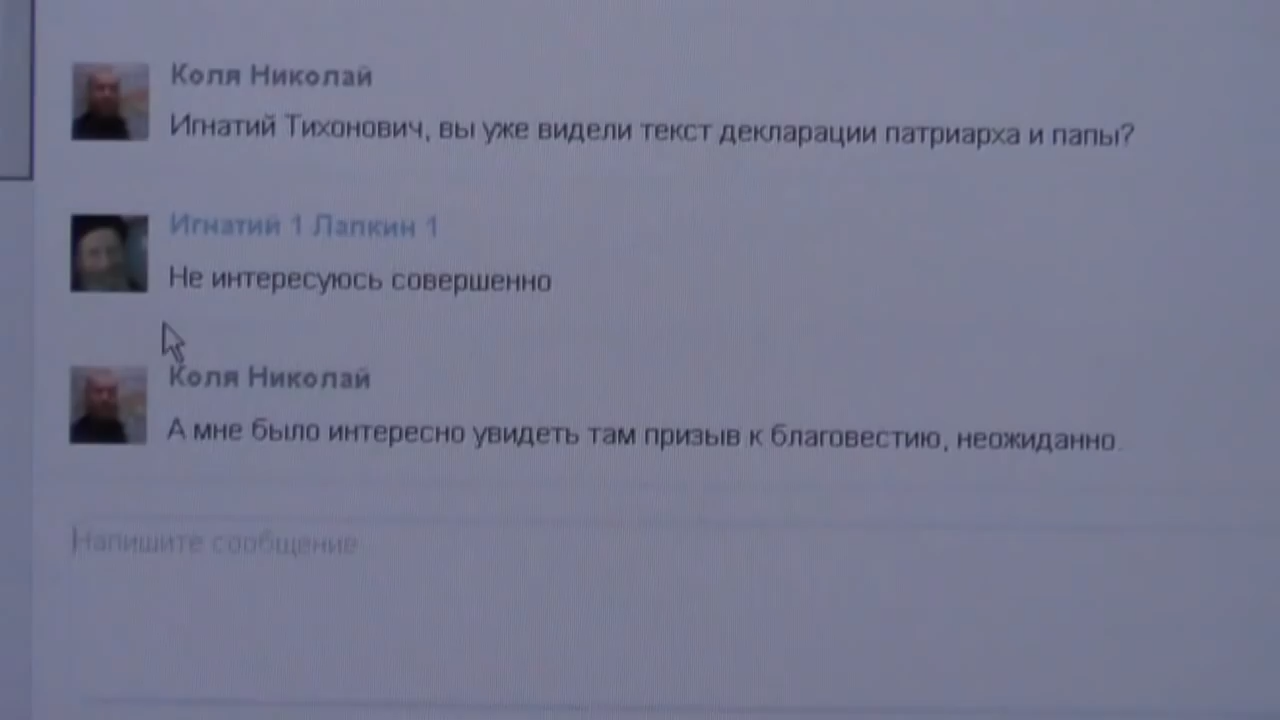 Коля Николай
Игнатий Тихонович, вы уже видели текст декларации патриарха и папы?
Игнатий 1 Лапкин 1
Не интересуюсь совершенно
Коля Николай
А мне было интересно увидеть там призыв к благовестию, неожиданно.
Напишите сообщение